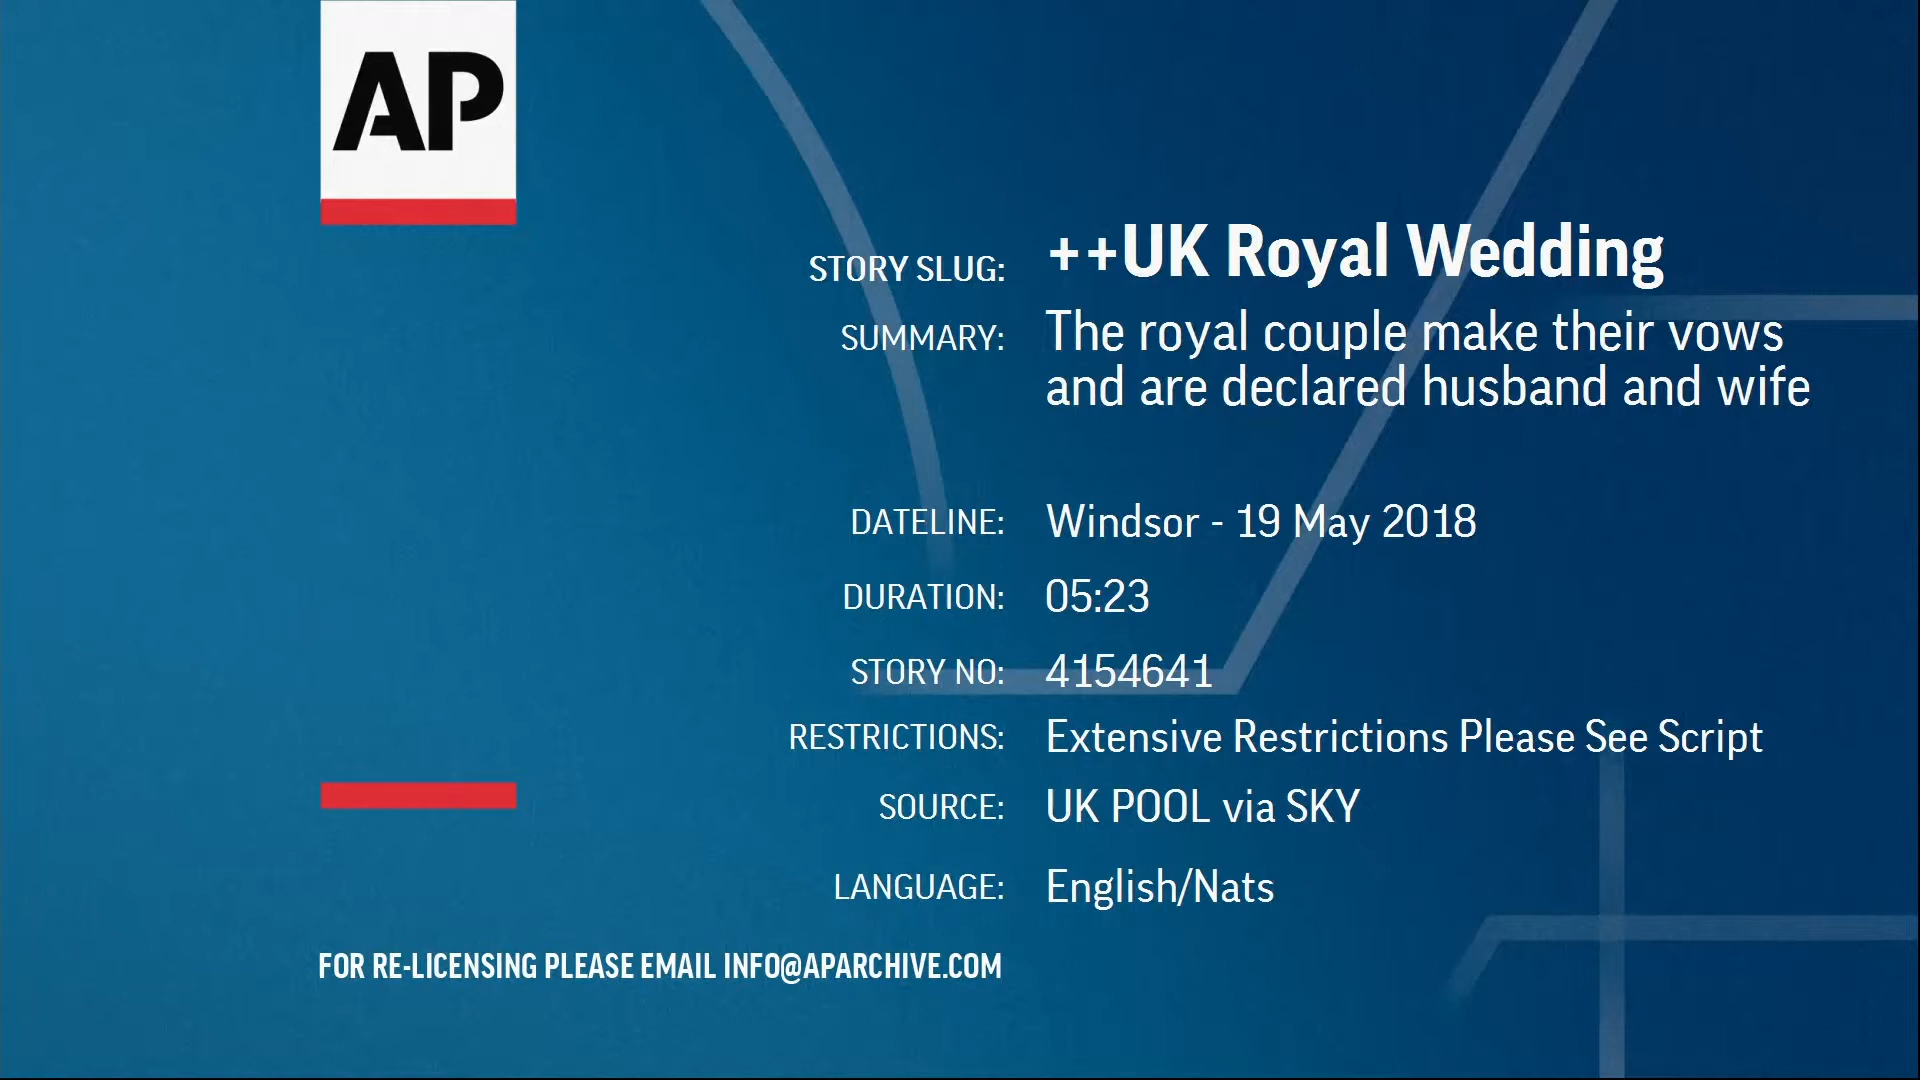 AP
STORY SLUG: ++UK Royal Wedding
SUMMARY: The royal couple make their vows
and are declared husband and wife
DATELINE: Windsor - 19 May 2018
DURATION: 05:23
STORY NO: 4154641
RESTRICTIONS: Extensive Restrictions Please See Script
SOURCE: UK POOL via SKY
LANGUAGE: English/Nats
FOR RE-LICENSING PLEASE EMAIL INFO@APARCHIVE.COM